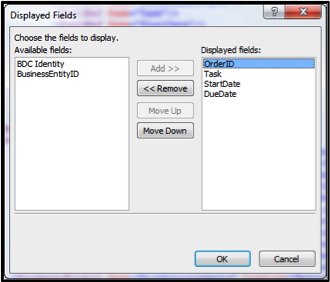 Displayed Fields
Choose the fields to display.
Available fields:
BDC Identity
BusinessEntityID
Add >>
<< Remove
Move Up
Move Down
Displayed fields:
OrderID
Task
StartDate
DueDate
OK
Cancel